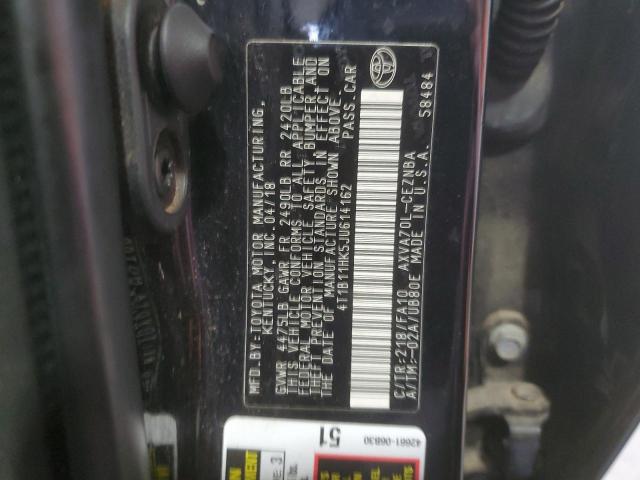 MFD. BY: TOYOTA MOTOR MANUFACTURING,
KENTUCKY, INC. 04/18
GVWR 4475LB GAWR FR 2490LB RR 2420LB
THIS VEHICLE CONFORMS TO ALL APPLICABLE
FEDERAL MOTOR VEHICLE SAFETY, BUMPER AND
THEFT PREVENTION STANDARDS IN EFFECT ON
THE DATE OF MANUFACTURE SHOWN ABOVE.
4T1B11HK5JU614162 PASS.CAR
C/TR:218/FA10 AXVA70L-CEZNBA
A/TM:-02A/UB80E MADE IN U.S.A. 58484
51
42661-06B30